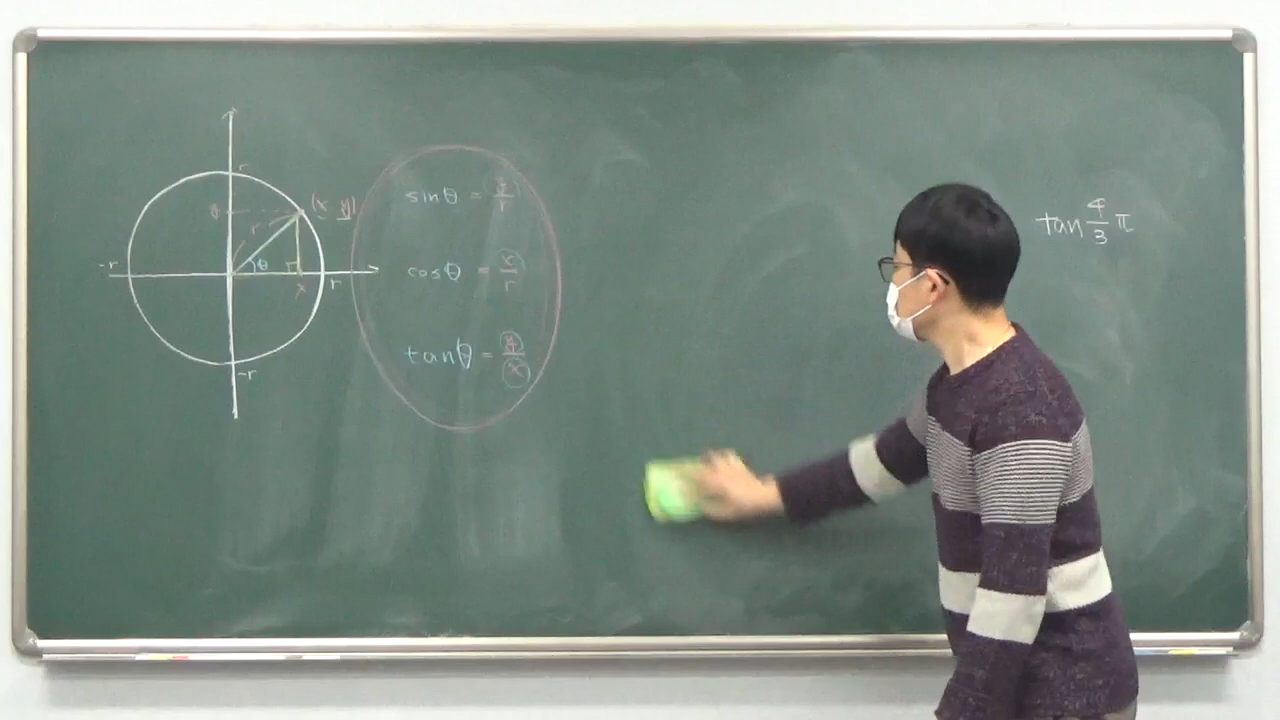 r
y
(x, y)
r
θ
-r
x
r
-r
sinθ = y/r
cosθ = x/r
tanθ = y/x
tan 4/3 π